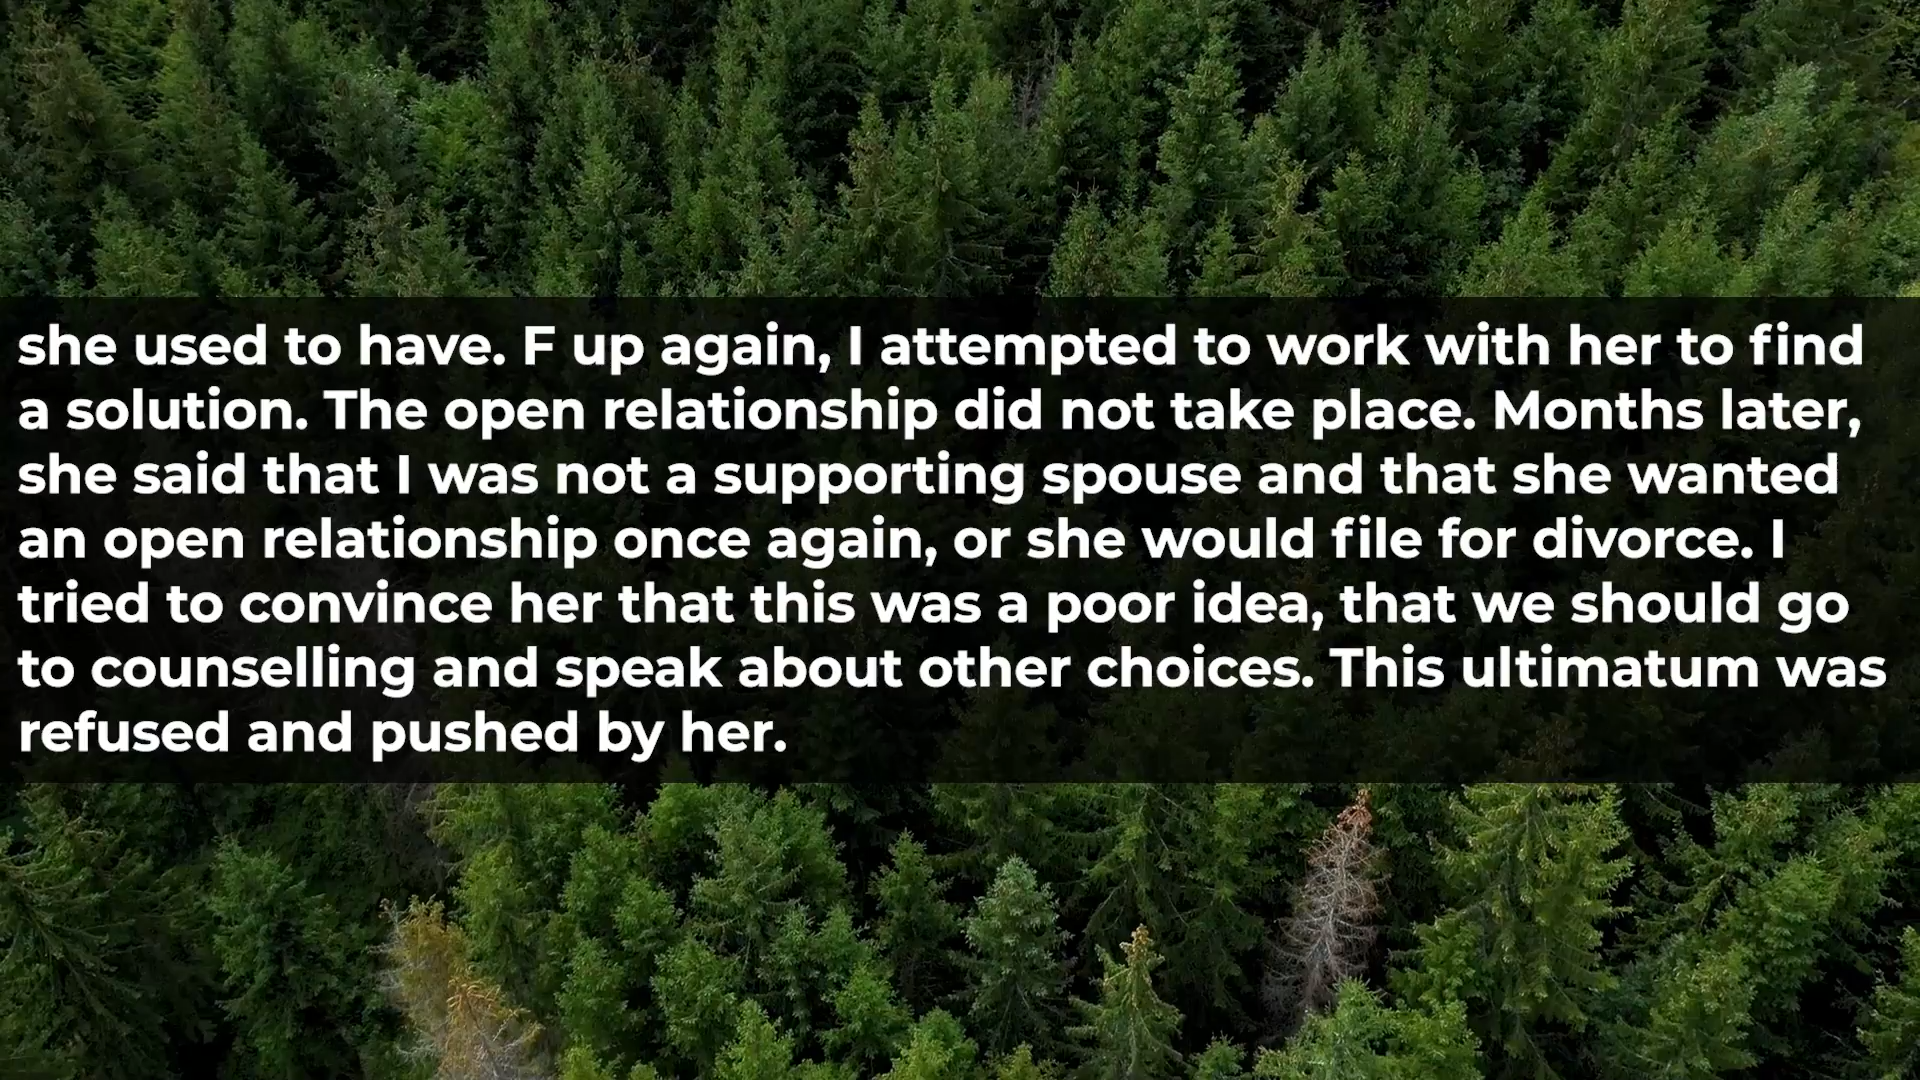 she used to have. F up again, I attempted to work with her to find
a solution. The open relationship did not take place. Months later,
she said that I was not a supporting spouse and that she wanted
an open relationship once again, or she would file for divorce. I
tried to convince her that this was a poor idea, that we should go
to counselling and speak about other choices. This ultimatum was
refused and pushed by her.